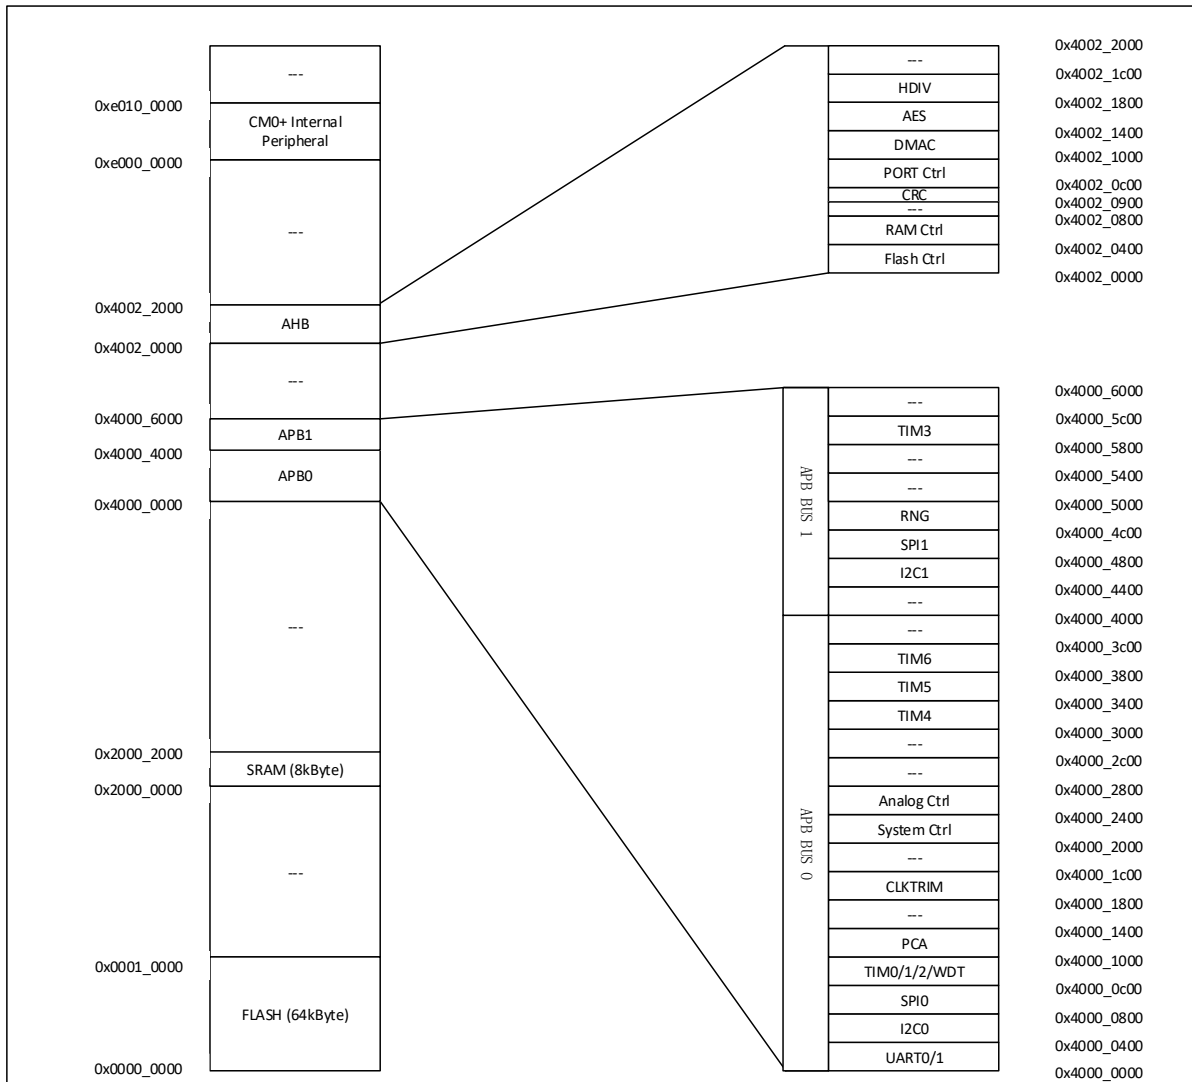 ---
0xe010_0000
CM0+ Internal
Peripheral
0xe000_0000
---
0x4002_2000
AHB
0x4002_0000
---
0x4000_6000
APB1
0x4000_4000
APB0
0x4000_0000
---
0x2000_2000
SRAM (8kByte)
0x2000_0000
---
0x0001_0000
FLASH (64kByte)
0x0000_0000
0x4002_2000
---
0x4002_1c00
HDIV
0x4002_1800
AES
0x4002_1400
DMAC
0x4002_1000
PORT Ctrl
0x4002_0c00
CRC
0x4002_0900
---
0x4002_0800
RAM Ctrl
0x4002_0400
Flash Ctrl
0x4002_0000
APB BUS 1
0x4000_6000
---
0x4000_5c00
TIM3
0x4000_5800
---
0x4000_5400
---
0x4000_5000
RNG
0x4000_4c00
SPI1
0x4000_4800
I2C1
0x4000_4400
---
0x4000_4000
APB BUS 0
---
0x4000_3c00
TIM6
0x4000_3800
TIM5
0x4000_3400
TIM4
0x4000_3000
---
0x4000_2c00
---
0x4000_2800
Analog Ctrl
0x4000_2400
System Ctrl
0x4000_2000
---
0x4000_1c00
CLKTRIM
0x4000_1800
---
0x4000_1400
PCA
0x4000_1000
TIM0/1/2/WDT
0x4000_0c00
SPI0
0x4000_0800
I2C0
0x4000_0400
UART0/1
0x4000_0000